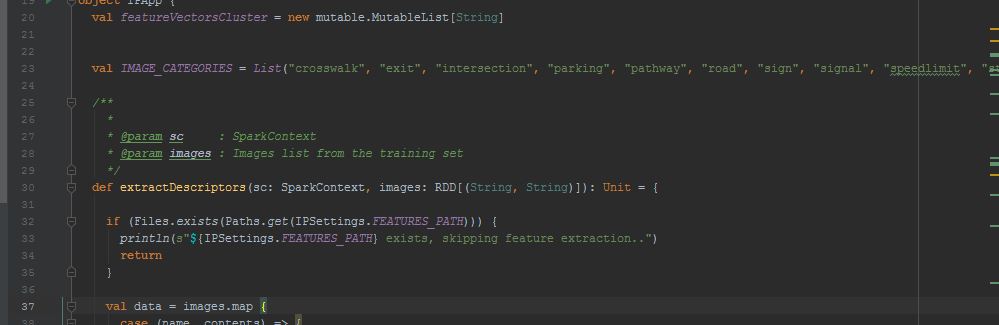 19 object IPApp {
20 val featureVectorsCluster = new mutable.MutableList[String]
21
22
23 val IMAGE_CATEGORIES = List("crosswalk", "exit", "intersection", "parking", "pathway", "road", "sign", "signal", "speedlimit",
24
25 /**
26 *
27 * @param sc : SparkContext
28 * @param images : Images list from the training set
29 */
30 def extractDescriptors(sc: SparkContext, images: RDD[(String, String)]): Unit = {
31
32 if (Files.exists(Paths.get(IPSettings.FEATURES_PATH))) {
33 println(s"${IPSettings.FEATURES_PATH} exists, skipping feature extraction..")
34 return
35 }
36
37 val data = images.map {
38 case (name, contents) => {